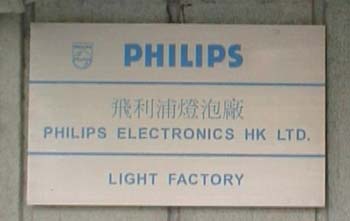 PHILIPS
飛利浦燈泡廠
PHILIPS ELECTRONICS HK LTD.
LIGHT FACTORY